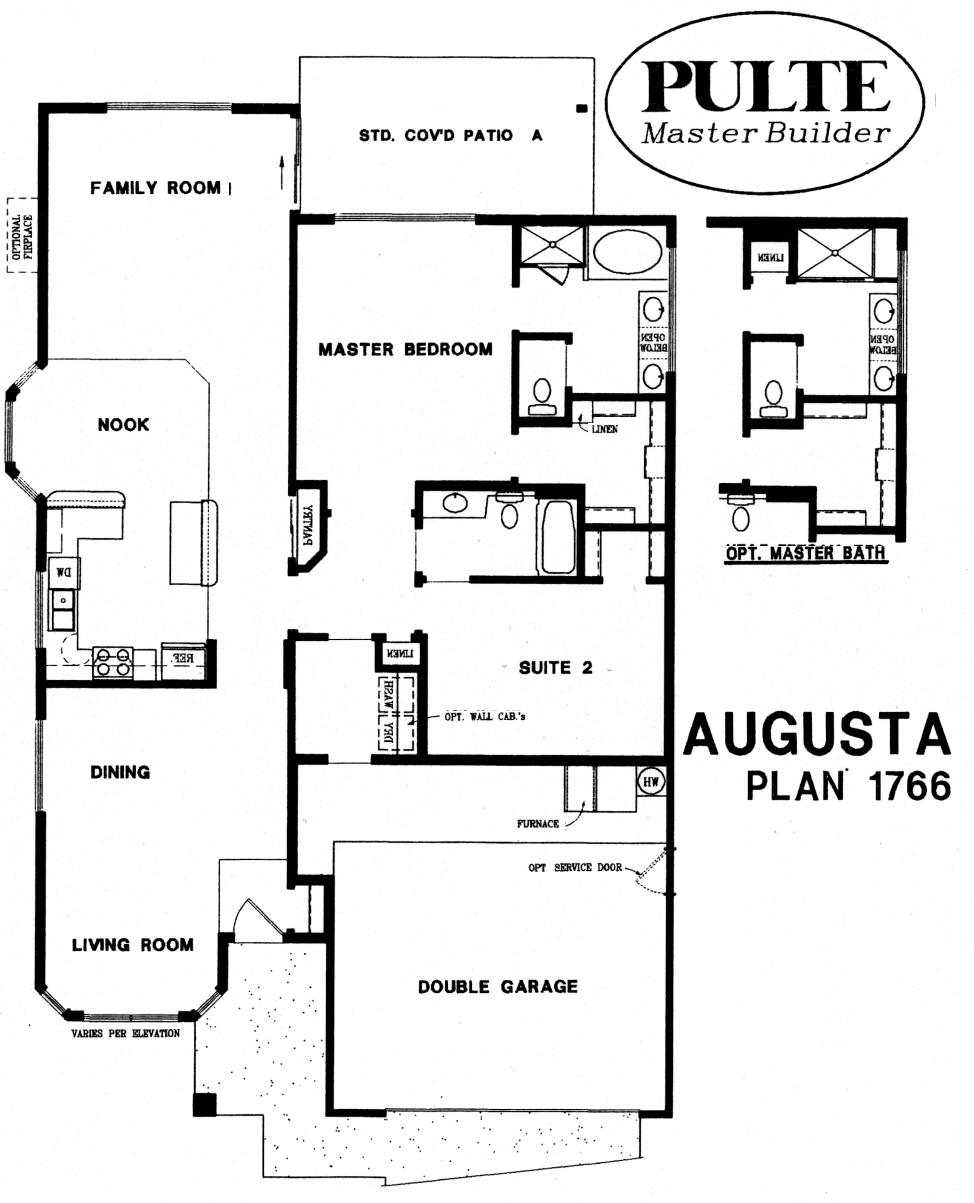 PULTE
Master Builder
STD. COV'D PATIO A
FAMILY ROOM
OPTIONAL
FIREPLACE
LINEN
MASTER BEDROOM
OPEN
BELOW
OPEN
BELOW
NOOK
LINEN
PANTRY
OPT. MASTER BATH
DW
REF.
LINEN
SUITE 2
WASH
DRY
OPT. WALL CAB.'s
AUGUSTA
PLAN 1766
DINING
HW
FURNACE
OPT SERVICE DOOR
LIVING ROOM
DOUBLE GARAGE
VARIES PER ELEVATION